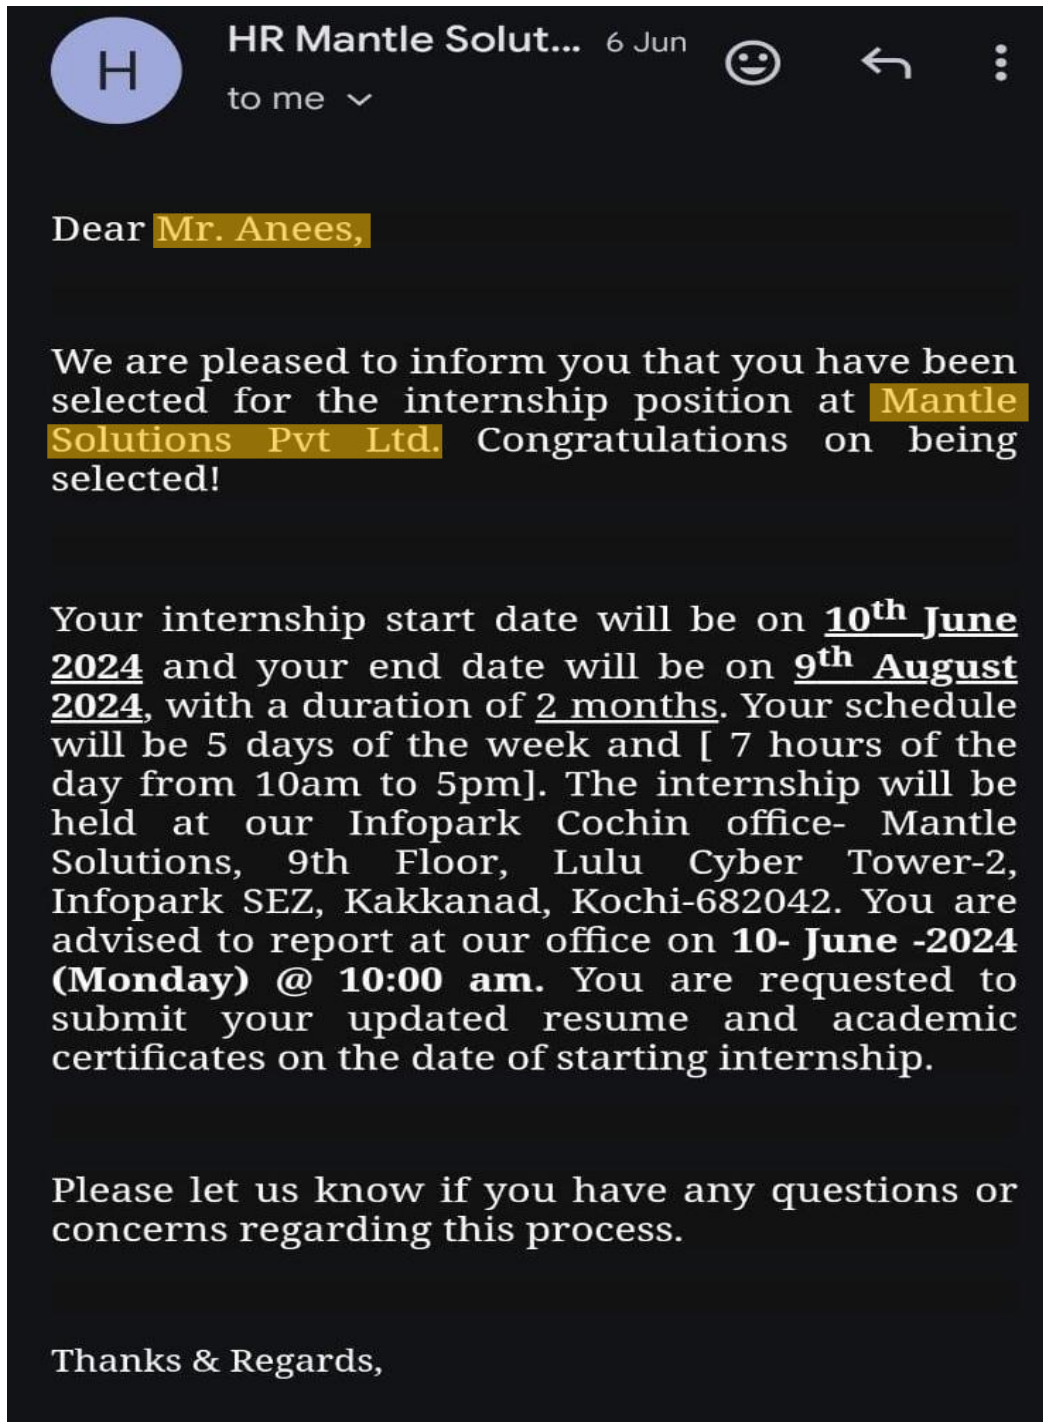 H
HR Mantle Solut... 6 Jun
to me
Dear Mr. Anees,
We are pleased to inform you that you have been
selected for the internship position at Mantle
Solutions Pvt Ltd. Congratulations on being
selected!
Your internship start date will be on 10th June
2024 and your end date will be on 9th August
2024, with a duration of 2 months. Your schedule
will be 5 days of the week and [ 7 hours of the
day from 10am to 5pm]. The internship will be
held at our Infopark Cochin office- Mantle
Solutions, 9th Floor, Lulu Cyber Tower-2,
Infopark SEZ, Kakkanad, Kochi-682042. You are
advised to report at our office on 10- June -2024
(Monday) @ 10:00 am. You are requested to
submit your updated resume and academic
certificates on the date of starting internship.
Please let us know if you have any questions or
concerns regarding this process.
Thanks & Regards,